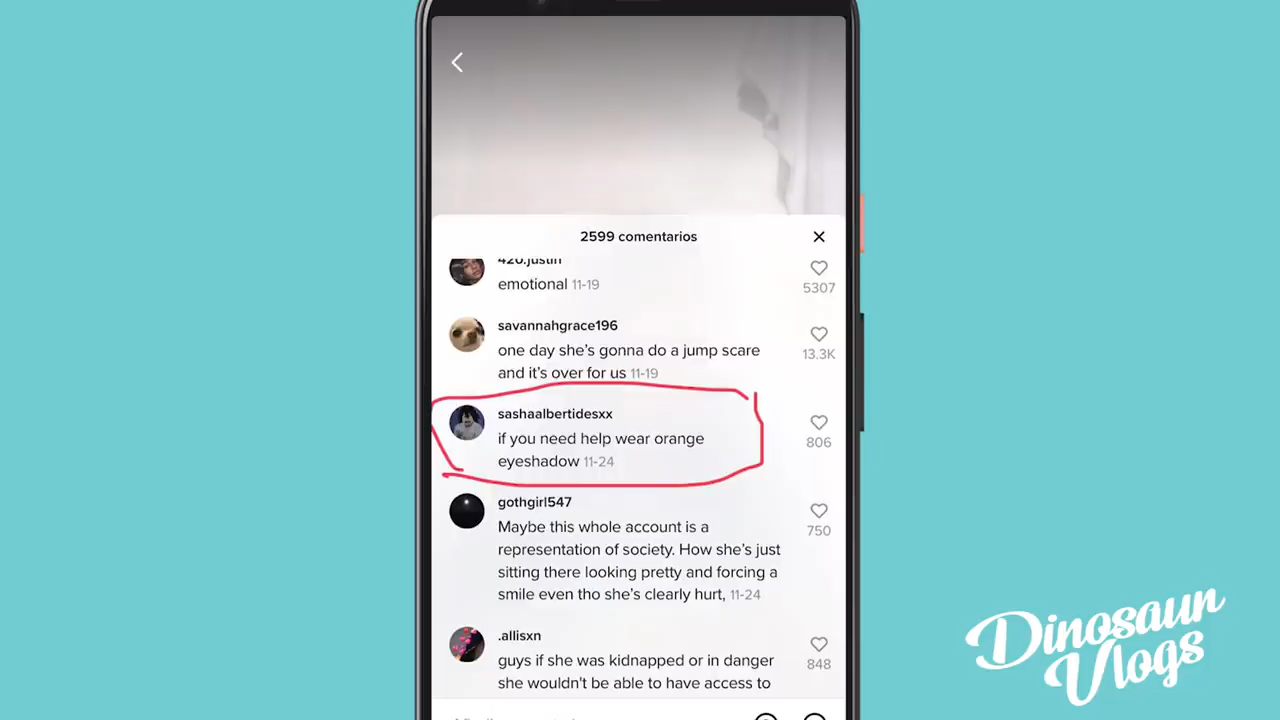 2599 comentarios
420.justin
emotional 11-19
5307
savannahgrace196
one day she's gonna do a jump scare
and it's over for us 11-19
13.3K
sashaalbertidesxx
if you need help wear orange
eyeshadow 11-24
806
gothgirl547
Maybe this whole account is a
representation of society. How she's just
sitting there looking pretty and forcing a
smile even tho she's clearly hurt, 11-24
750
.allisxn
guys if she was kidnapped or in danger
she wouldn't be able to have access to
848
Dinosaun
Vlogs